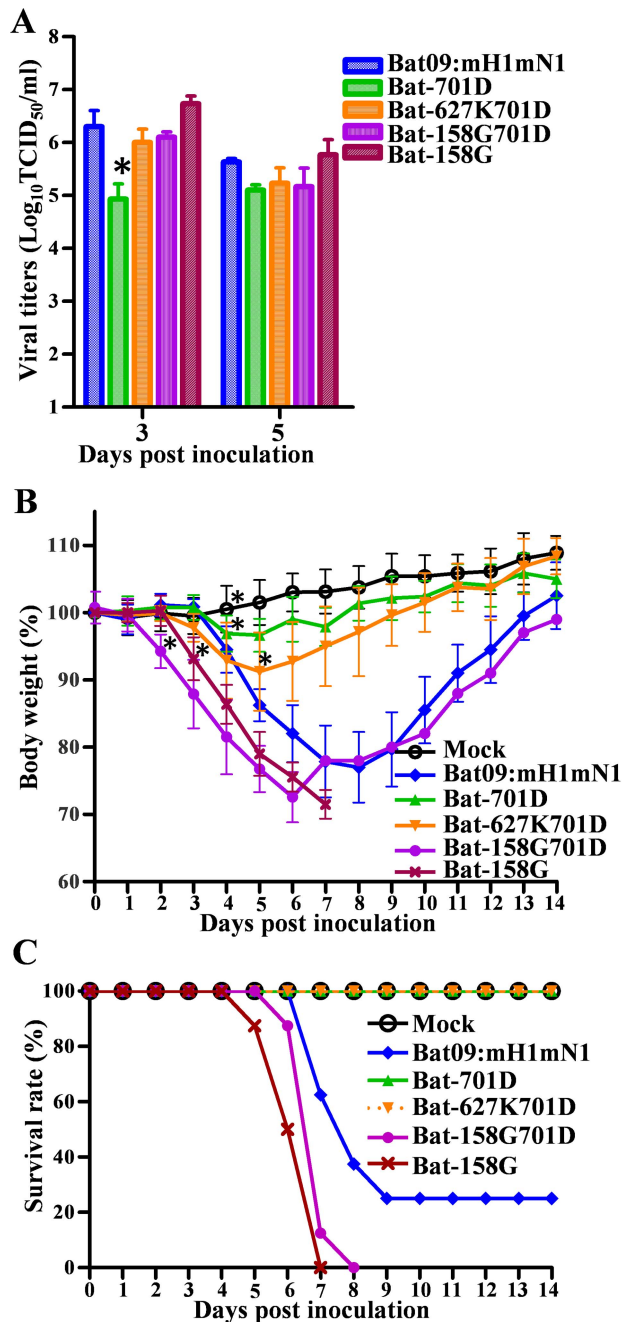 A
Viral titers (Log10TCID50/ml)
7
6
5
4
3
2
1
*
3
5
Days post inoculation
Bat09:mH1mN1
Bat-701D
Bat-627K701D
Bat-158G701D
Bat-158G
B
Body weight (%)
110
100
90
80
70
60
*
*
*
*
*
Mock
Bat09:mH1mN1
Bat-701D
Bat-627K701D
Bat-158G701D
Bat-158G
0 1 2 3 4 5 6 7 8 9 10 11 12 13 14
Days post inoculation
C
Survival rate (%)
100
80
60
40
20
0
Mock
Bat09:mH1mN1
Bat-701D
Bat-627K701D
Bat-158G701D
Bat-158G
0 1 2 3 4 5 6 7 8 9 10 11 12 13 14
Days post inoculation